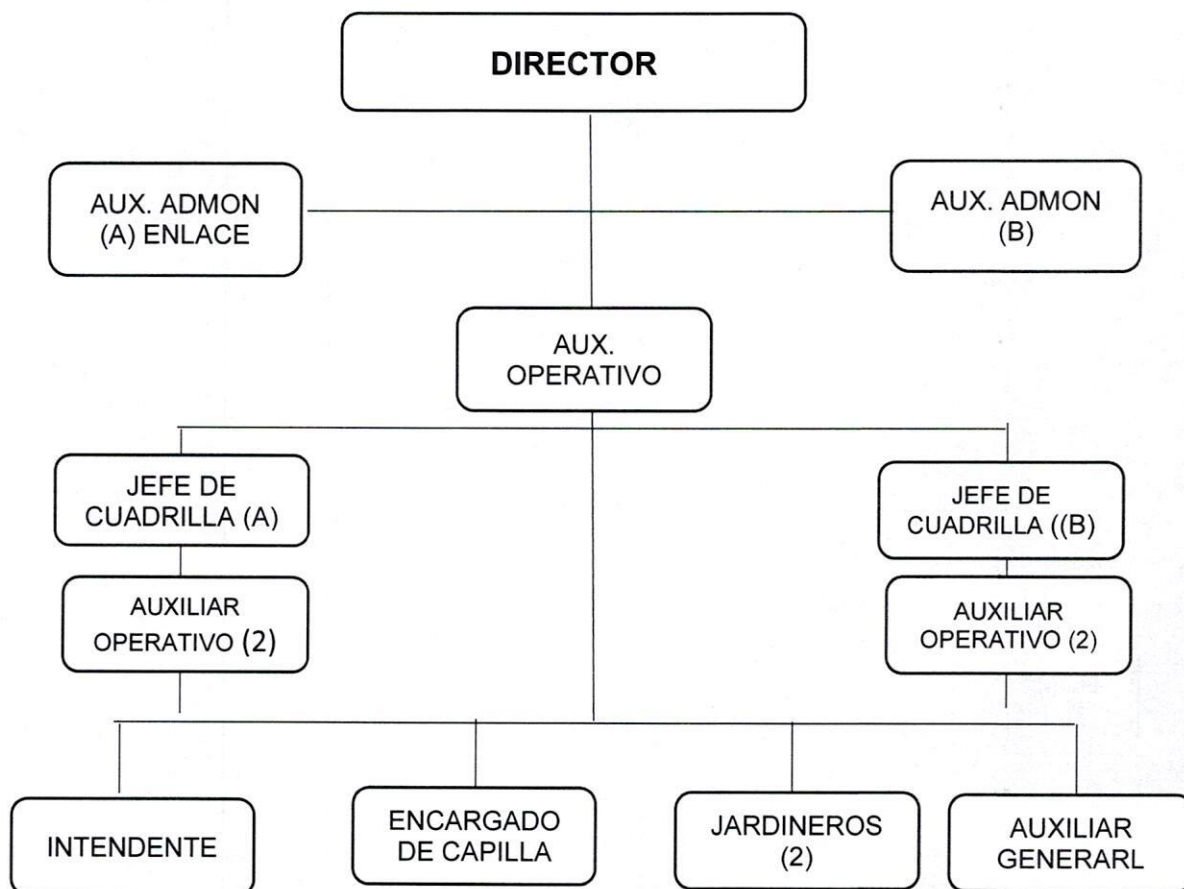 DIRECTOR
AUX. ADMON
(A) ENLACE
AUX. ADMON
(B)
AUX.
OPERATIVO
JEFE DE
CUADRILLA (A)
JEFE DE
CUADRILLA ((B)
AUXILIAR
OPERATIVO (2)
AUXILIAR
OPERATIVO (2)
INTENDENTE
ENCARGADO
DE CAPILLA
JARDINEROS
(2)
AUXILIAR
GENERARL